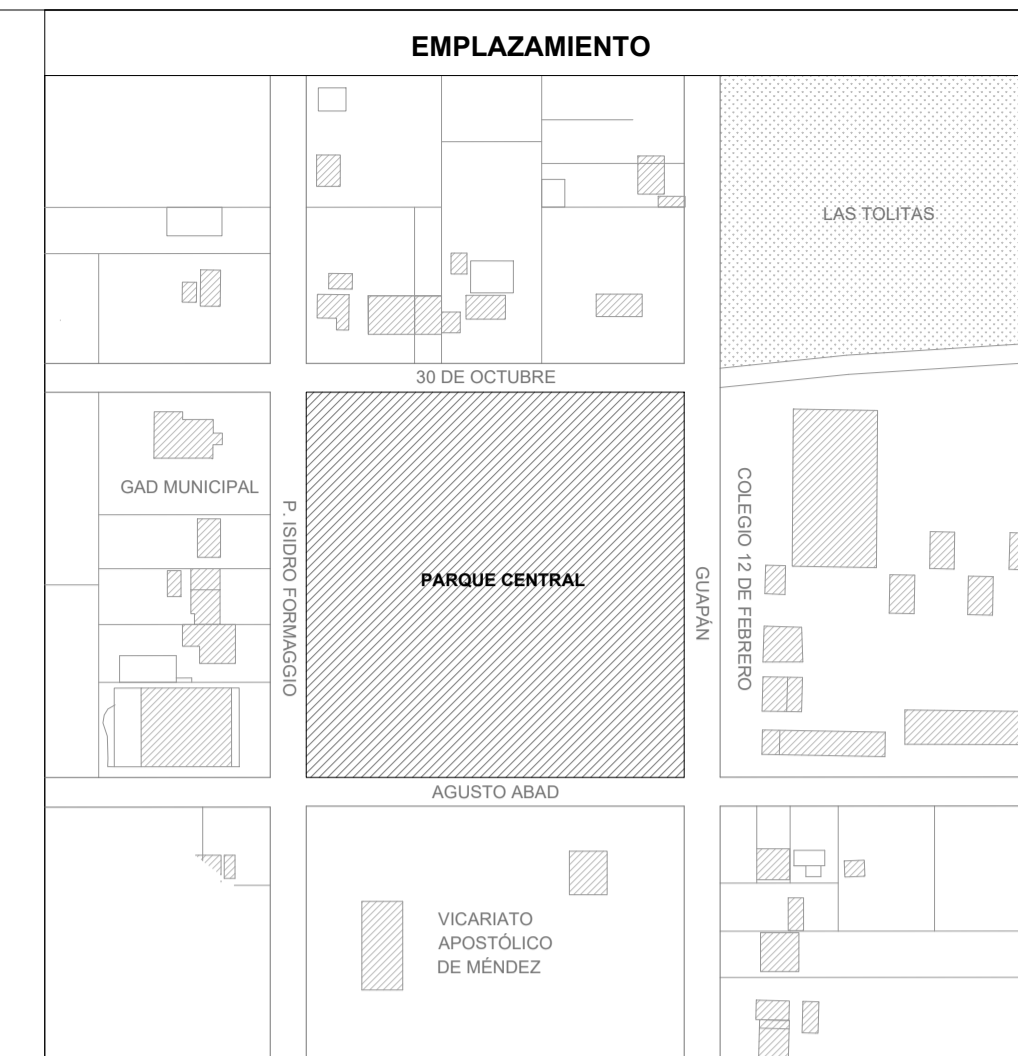 EMPLAZAMIENTO
LAS TOLITAS
30 DE OCTUBRE
GAD MUNICIPAL
P. ISIDRO FORMAGGIO
PARQUE CENTRAL
GUAPÁN
COLEGIO 12 DE FEBRERO
AGUSTO ABAD
VICARIATO
APOSTÓLICO
DE MÉNDEZ